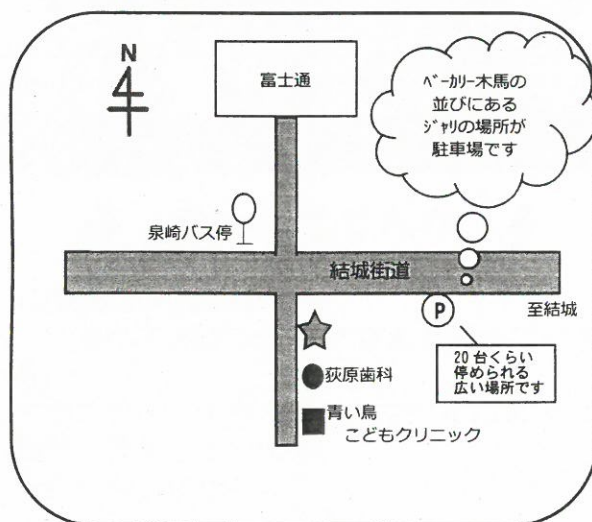 N
富士通
ベーカリー木馬の
並びにある
ジャリの場所が
駐車場です
泉崎バス停
結城街道
P
至結城
20台くらい
停められる
広い場所です
荻原歯科
青い鳥
こどもクリニック